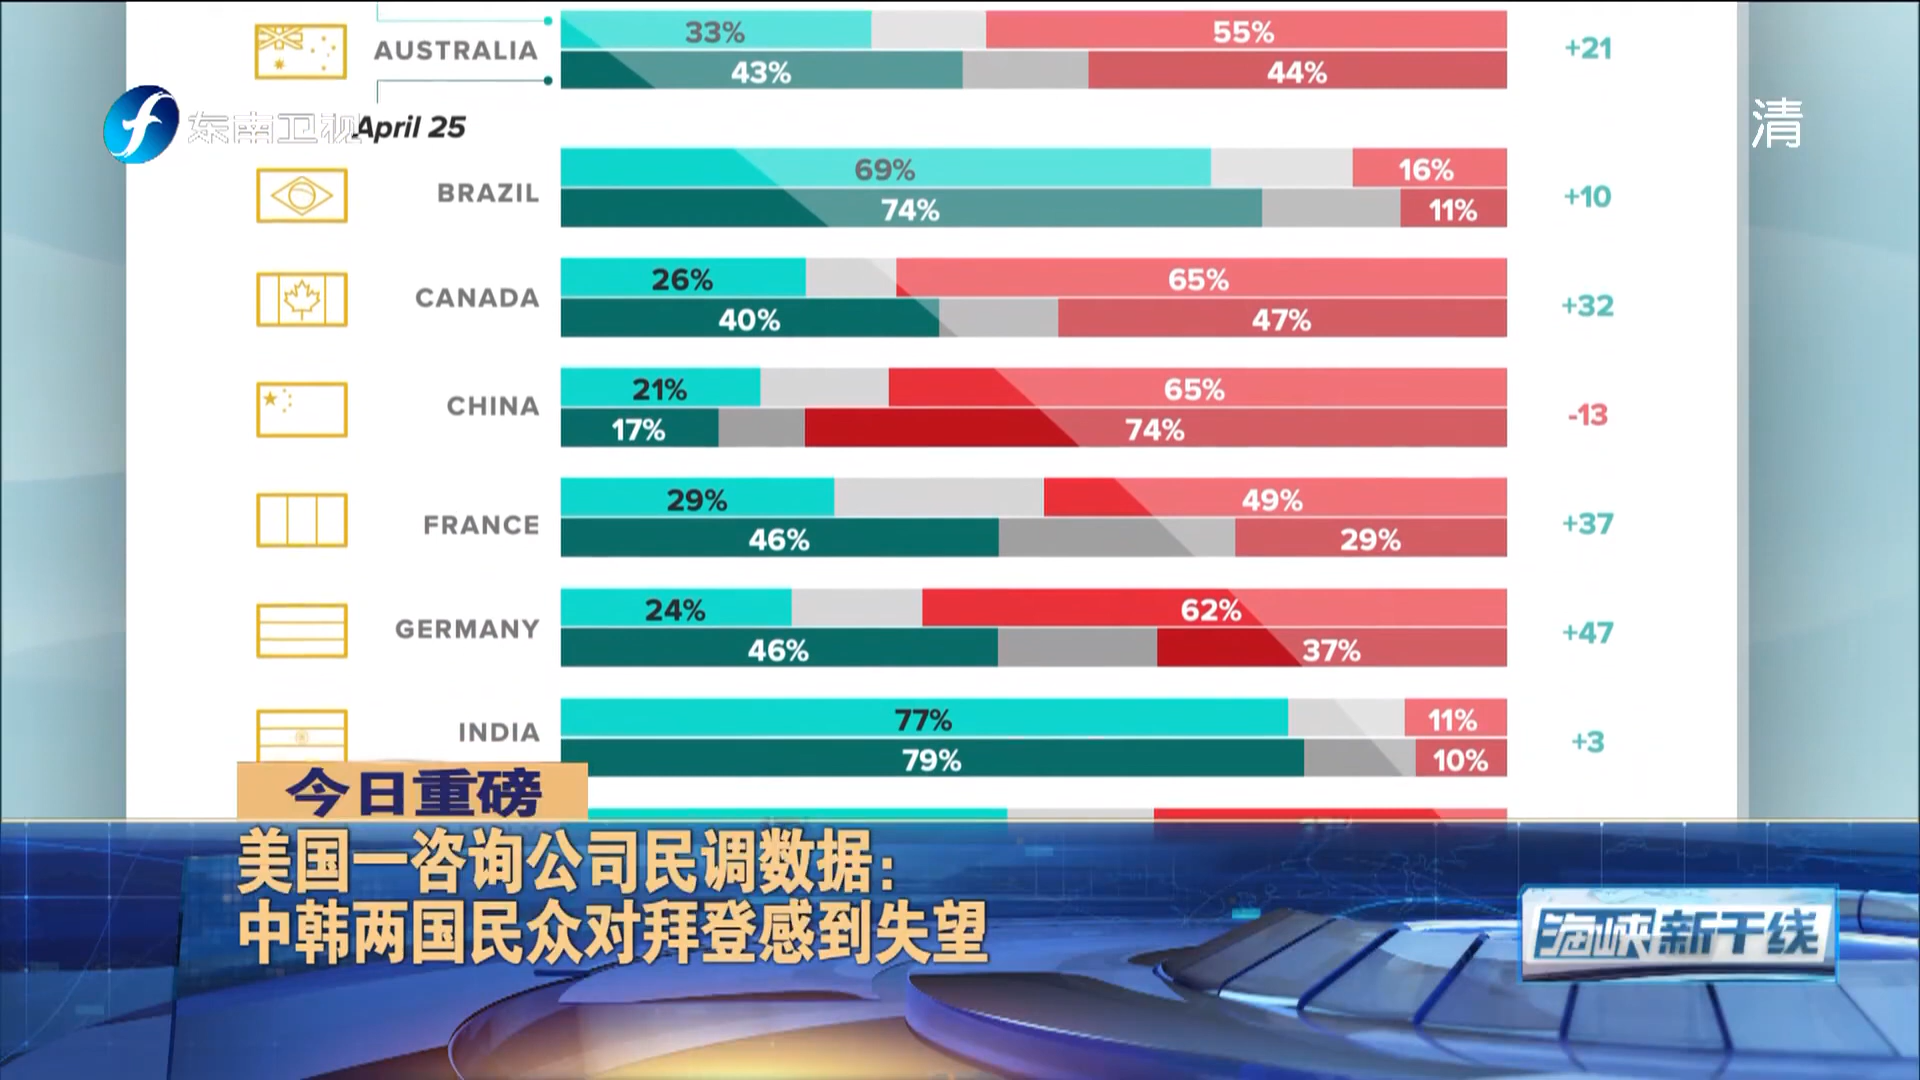 AUSTRALIA
33%
55%
+21
43%
44%
东南卫视
April 25
清
BRAZIL
69%
16%
+10
74%
11%
CANADA
26%
65%
+32
40%
47%
CHINA
21%
65%
-13
17%
74%
FRANCE
29%
49%
+37
46%
29%
GERMANY
24%
62%
+47
46%
37%
INDIA
77%
11%
+3
79%
10%
今日重磅
美国一咨询公司民调数据：
中韩两国民众对拜登感到失望
海峡新干线